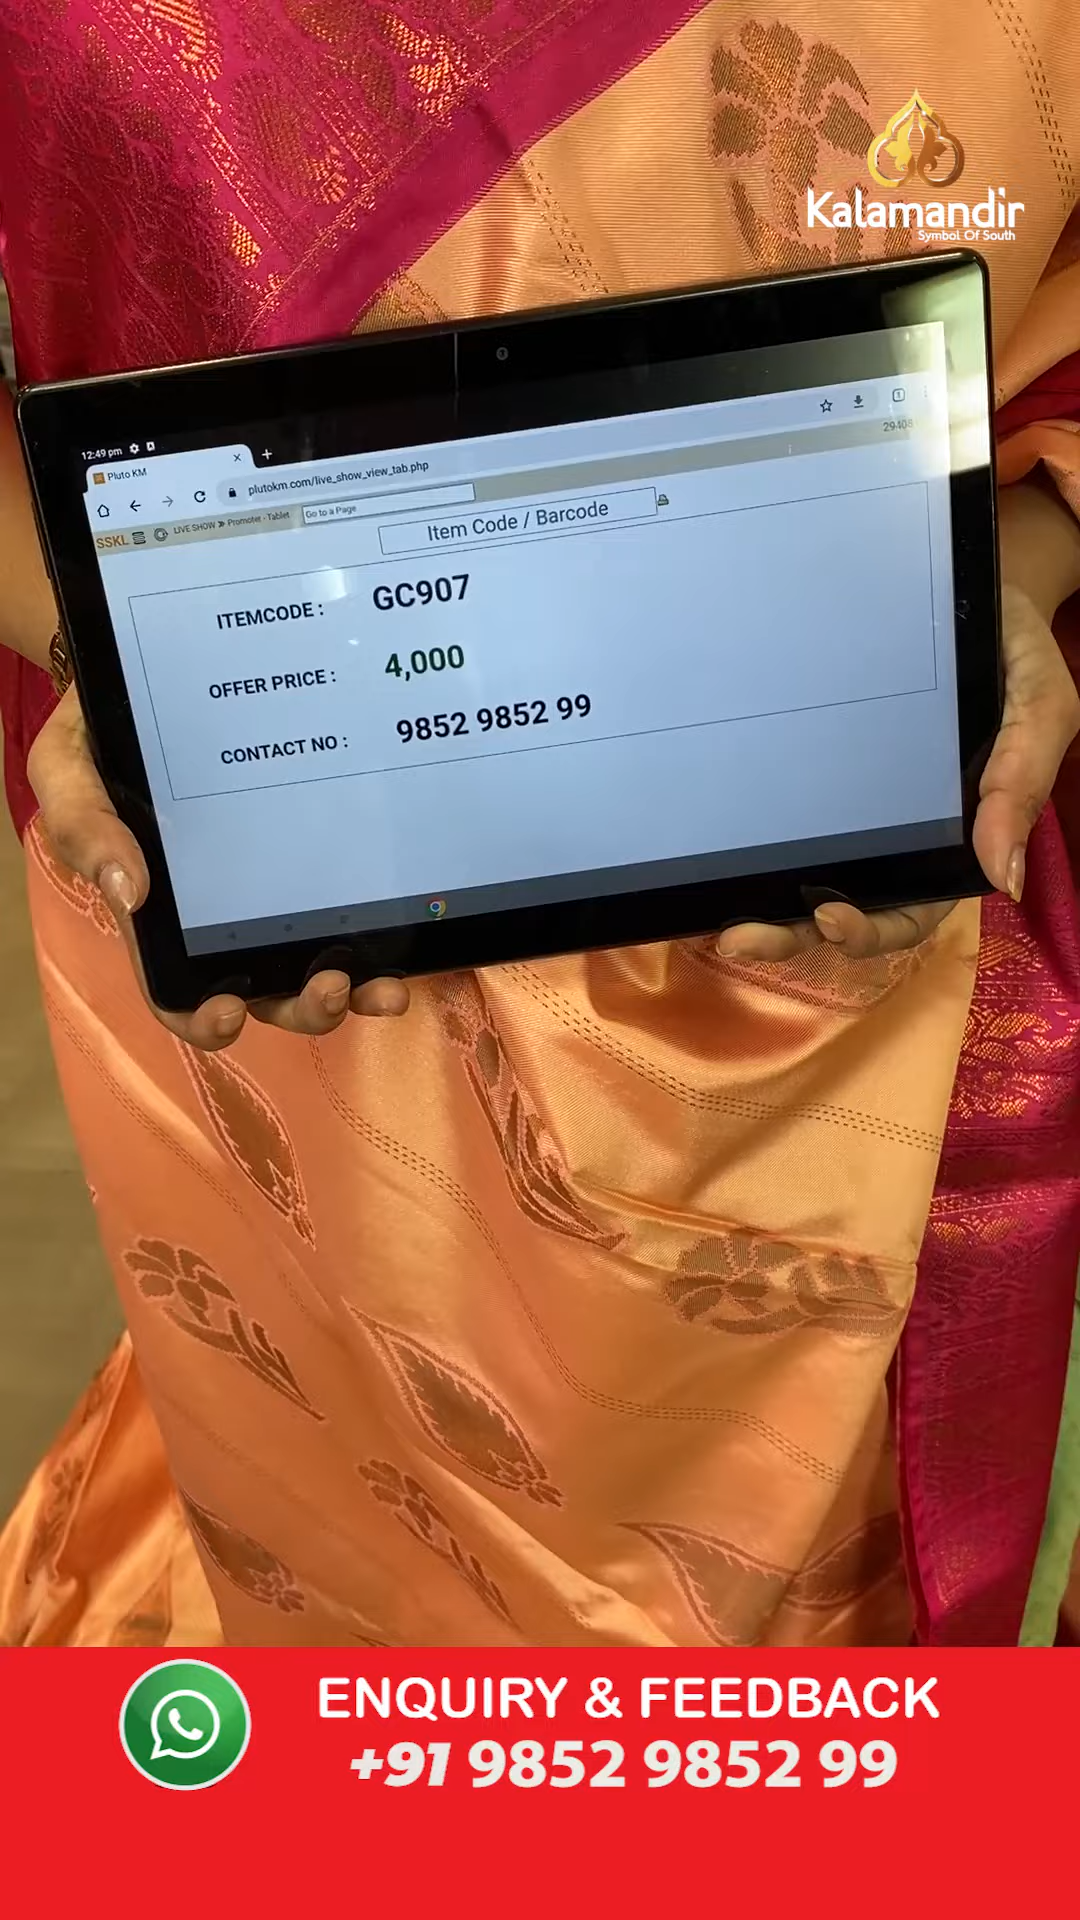 Kalamandir
Symbol Of South
12:49 pm
Pluto KM
plutokm.com/live_show_view_tab.php
29408
SSKL LIVE SHOW >> Promoter - Tablet Go to a Page
Item Code / Barcode
ITEMCODE : GC907
OFFER PRICE : 4,000
CONTACT NO : 9852 9852 99
ENQUIRY & FEEDBACK
+91 9852 9852 99